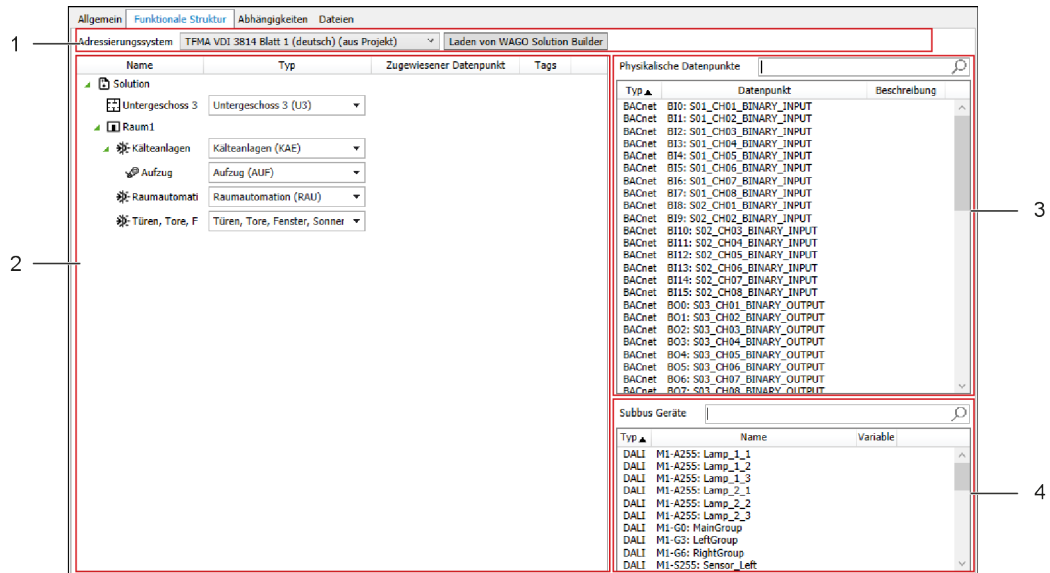 Allgemein Funktionale Struktur Abhängigkeiten Dateien
1
Adressierungssystem TFMA VDI 3814 Blatt 1 (deutsch) (aus Projekt) Laden von WAGO Solution Builder
2
Name Typ Zugewiesener Datenpunkt Tags
Solution
Untergeschoss 3 Untergeschoss 3 (U3)
Raum1
Kälteanlagen Kälteanlagen (KAE)
Aufzug Aufzug (AUF)
Raumautomati Raumautomation (RAU)
Türen, Tore, F Türen, Tore, Fenster, Sonner
3
Physikalische Datenpunkte
Typ Datenpunkt Beschreibung
BACnet BI0: S01_CH01_BINARY_INPUT
BACnet BI1: S01_CH02_BINARY_INPUT
BACnet BI2: S01_CH03_BINARY_INPUT
BACnet BI3: S01_CH04_BINARY_INPUT
BACnet BI4: S01_CH05_BINARY_INPUT
BACnet BI5: S01_CH06_BINARY_INPUT
BACnet BI6: S01_CH07_BINARY_INPUT
BACnet BI7: S01_CH08_BINARY_INPUT
BACnet BI8: S02_CH01_BINARY_INPUT
BACnet BI9: S02_CH02_BINARY_INPUT
BACnet BI10: S02_CH03_BINARY_INPUT
BACnet BI11: S02_CH04_BINARY_INPUT
BACnet BI12: S02_CH05_BINARY_INPUT
BACnet BI13: S02_CH06_BINARY_INPUT
BACnet BI14: S02_CH07_BINARY_INPUT
BACnet BI15: S02_CH08_BINARY_INPUT
BACnet BO0: S03_CH01_BINARY_OUTPUT
BACnet BO1: S03_CH02_BINARY_OUTPUT
BACnet BO2: S03_CH03_BINARY_OUTPUT
BACnet BO3: S03_CH04_BINARY_OUTPUT
BACnet BO4: S03_CH05_BINARY_OUTPUT
BACnet BO5: S03_CH06_BINARY_OUTPUT
BACnet BO6: S03_CH07_BINARY_OUTPUT
BACnet BO7: S03_CH08_BINARY_OUTPUT
4
Subbus Geräte
Typ Name Variable
DALI M1-A255: Lamp_1_1
DALI M1-A255: Lamp_1_2
DALI M1-A255: Lamp_1_3
DALI M1-A255: Lamp_2_1
DALI M1-A255: Lamp_2_2
DALI M1-A255: Lamp_2_3
DALI M1-G0: MainGroup
DALI M1-G3: LeftGroup
DALI M1-G6: RightGroup
DALI M1-S255: Sensor_Left